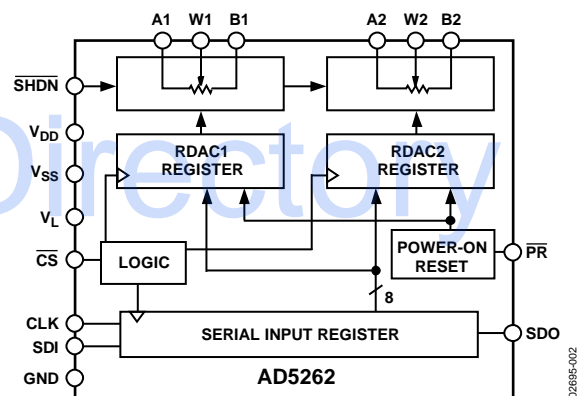 A1 W1 B1 A2 W2 B2
SHDN
VDD
RDAC1
REGISTER
RDAC2
REGISTER
VSS
VL
CS
LOGIC
POWER-ON
RESET
PR
8
CLK
SDI
SERIAL INPUT REGISTER
SDO
GND
AD5262
02695-002
Directory